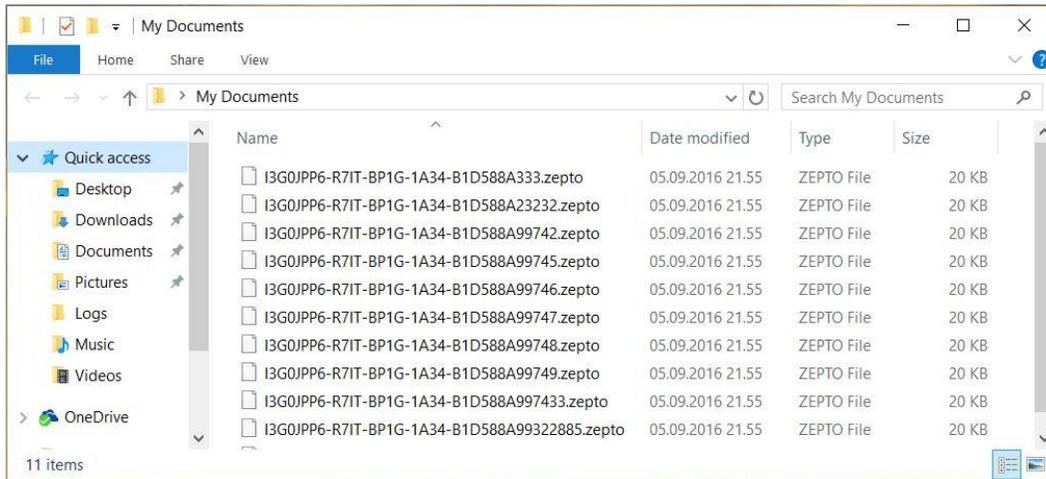 My Documents
File Home Share View
My Documents Search My Documents
Name Date modified Type Size
Quick access
Desktop
Downloads
Documents
Pictures
Logs
Music
Videos
OneDrive
I3G0JPP6-R7IT-BP1G-1A34-B1D588A333.zepto 05.09.2016 21.55 ZEPTO File 20 KB
I3G0JPP6-R7IT-BP1G-1A34-B1D588A23232.zepto 05.09.2016 21.55 ZEPTO File 20 KB
I3G0JPP6-R7IT-BP1G-1A34-B1D588A99742.zepto 05.09.2016 21.55 ZEPTO File 20 KB
I3G0JPP6-R7IT-BP1G-1A34-B1D588A99745.zepto 05.09.2016 21.55 ZEPTO File 20 KB
I3G0JPP6-R7IT-BP1G-1A34-B1D588A99746.zepto 05.09.2016 21.55 ZEPTO File 20 KB
I3G0JPP6-R7IT-BP1G-1A34-B1D588A99747.zepto 05.09.2016 21.55 ZEPTO File 20 KB
I3G0JPP6-R7IT-BP1G-1A34-B1D588A99748.zepto 05.09.2016 21.55 ZEPTO File 20 KB
I3G0JPP6-R7IT-BP1G-1A34-B1D588A99749.zepto 05.09.2016 21.55 ZEPTO File 20 KB
I3G0JPP6-R7IT-BP1G-1A34-B1D588A997433.zepto 05.09.2016 21.55 ZEPTO File 20 KB
I3G0JPP6-R7IT-BP1G-1A34-B1D588A99322885.zepto 05.09.2016 21.55 ZEPTO File 20 KB
11 items